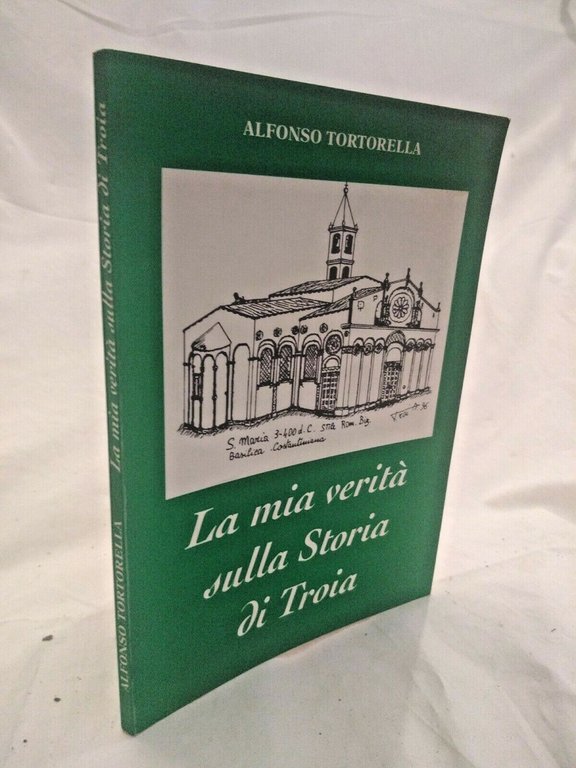 ALFONSO TORTORELLA
S. Maria 3-400 d.C. Stile Rom. Biz.
Basilica Costantiniana
La mia verità
sulla Storia
di Troia
ALFONSO TORTORELLA La mia verità sulla Storia di Troia